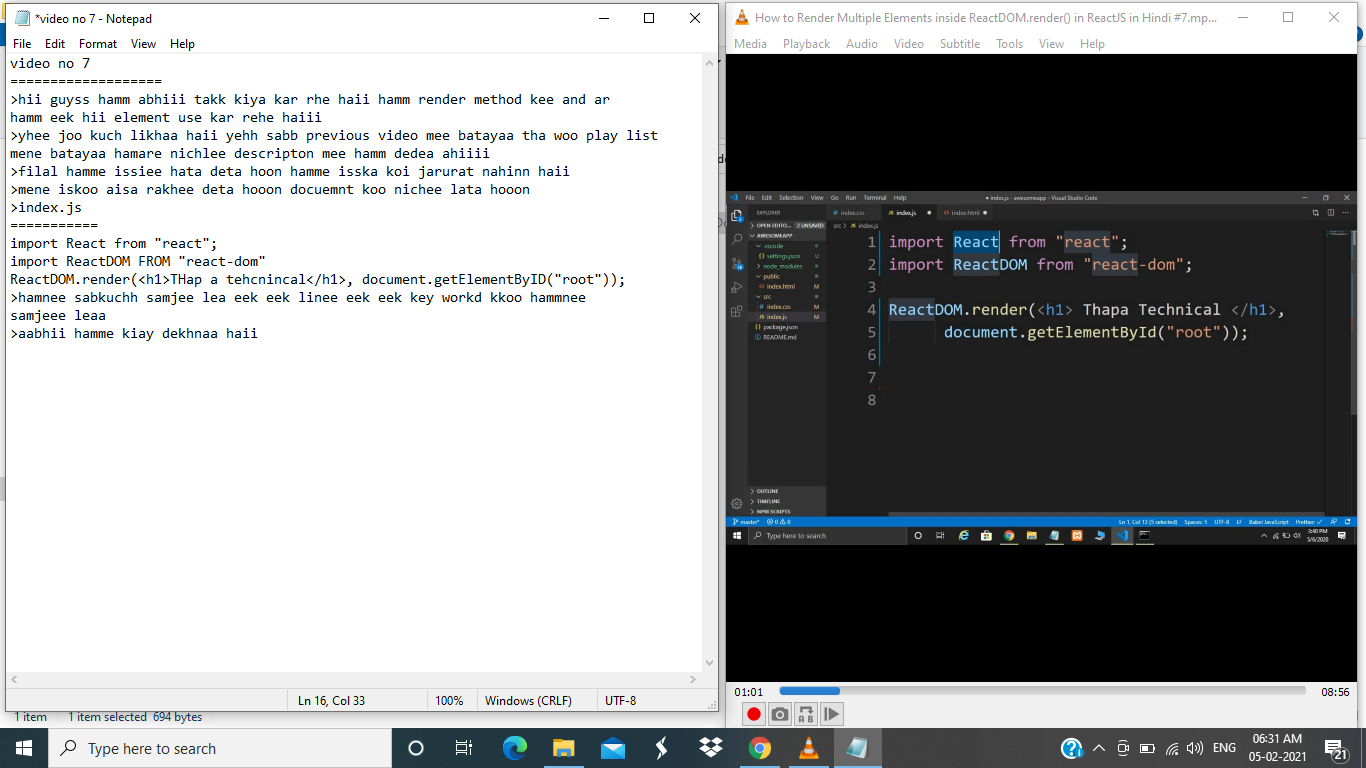 *video no 7 - Notepad
File Edit Format View Help
video no 7
===================
>hii guyss hamm abhiii takk kiya kar rhe haii hamm render method kee and ar
hamm eek hii element use kar rehe haiii
>yhee joo kuch likhaa haii yehh sabb previous video mee batayaa tha woo play list
mene batayaa hamare nichlee descripton mee hamm dedea ahiiii
>filal hamme issiee hata deta hoon hamme isska koi jarurat nahinn haii
>mene iskoo aisa rakhee deta hooon docuemnt koo nichee lata hooon
>index.js
===========
import React from "react";
import ReactDOM FROM "react-dom"
ReactDOM.render(<h1>THap a tehcnincal</h1>, document.getElementByID("root"));
>hamnee sabkuchh samjee lea eek eek linee eek eek key workd kkoo hammnee
samjeee leaa
>aabhii hamme kiay dekhnaa haii
Ln 16, Col 33 100% Windows (CRLF) UTF-8
1 item 1 item selected 694 bytes
How to Render Multiple Elements inside ReactDOM.render() in ReactJS in Hindi #7.mp...
Media Playback Audio Video Subtitle Tools View Help
File Edit Selection View Go Run Terminal Help
● index.js - awesomeapp - Visual Studio Code
EXPLORER
OPEN EDITO... 2 UNSAVED
AWESOMEAPP
.vscode
settings.json U
node_modules
public
index.html M
src
index.css M
index.js M
package.json
README.md
OUTLINE
TIMELINE
NPM SCRIPTS
index.css index.js index.html
src > index.js
1 import React from "react";
2 import ReactDOM from "react-dom";
3
4 ReactDOM.render(<h1> Thapa Technical </h1>,
5 document.getElementById("root"));
6
7
8
master* 0 0 Ln 1, Col 13 (5 selected) Spaces: 5 UTF-8 LF Babel JavaScript Prettier: ✓
Type here to search
3:40 PM
5/6/2020
01:01 08:56
Type here to search
ENG
06:31 AM
05-02-2021
21